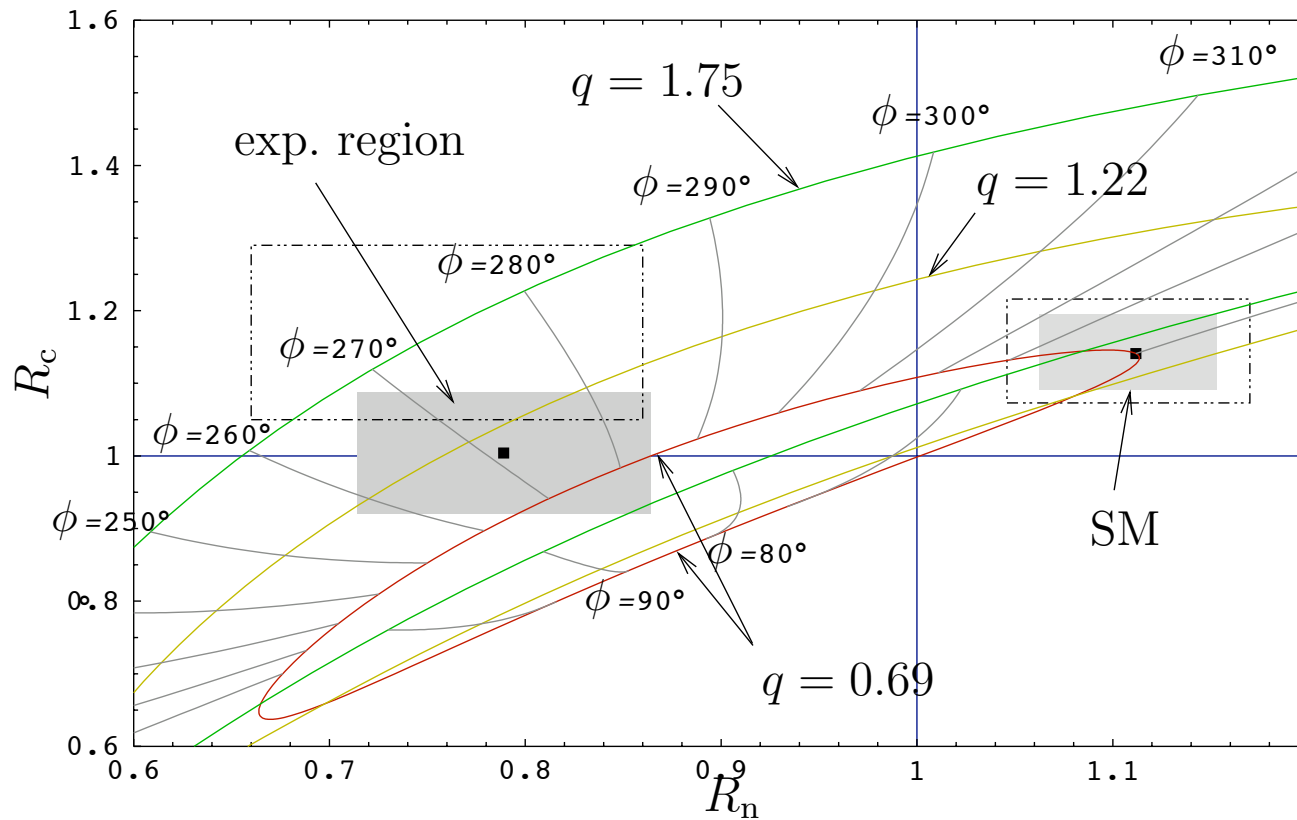 1.6
ϕ=310°
q = 1.75
ϕ=300°
exp. region
1.4
ϕ=290°
q = 1.22
ϕ=280°
1.2
ϕ=270°
R_c
ϕ=260°
1
ϕ=250°
SM
ϕ=80°
0.8
°
ϕ=90°
q = 0.69
0.6
0.6 0.7 0.8 0.9 1 1.1
R_n